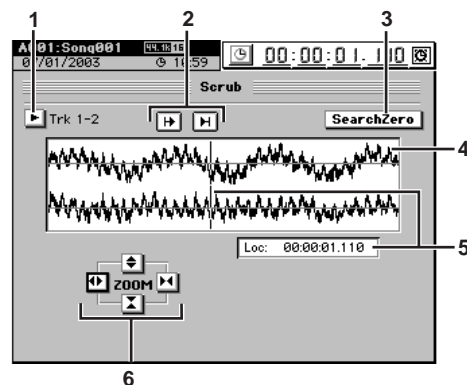 1 2 3
A001:Song001 44.1k16 00:00:01.100
07/01/2003 10:59
Scrub
Trk 1-2 SearchZero
4
Loc: 00:00:01.110 5
ZOOM
6